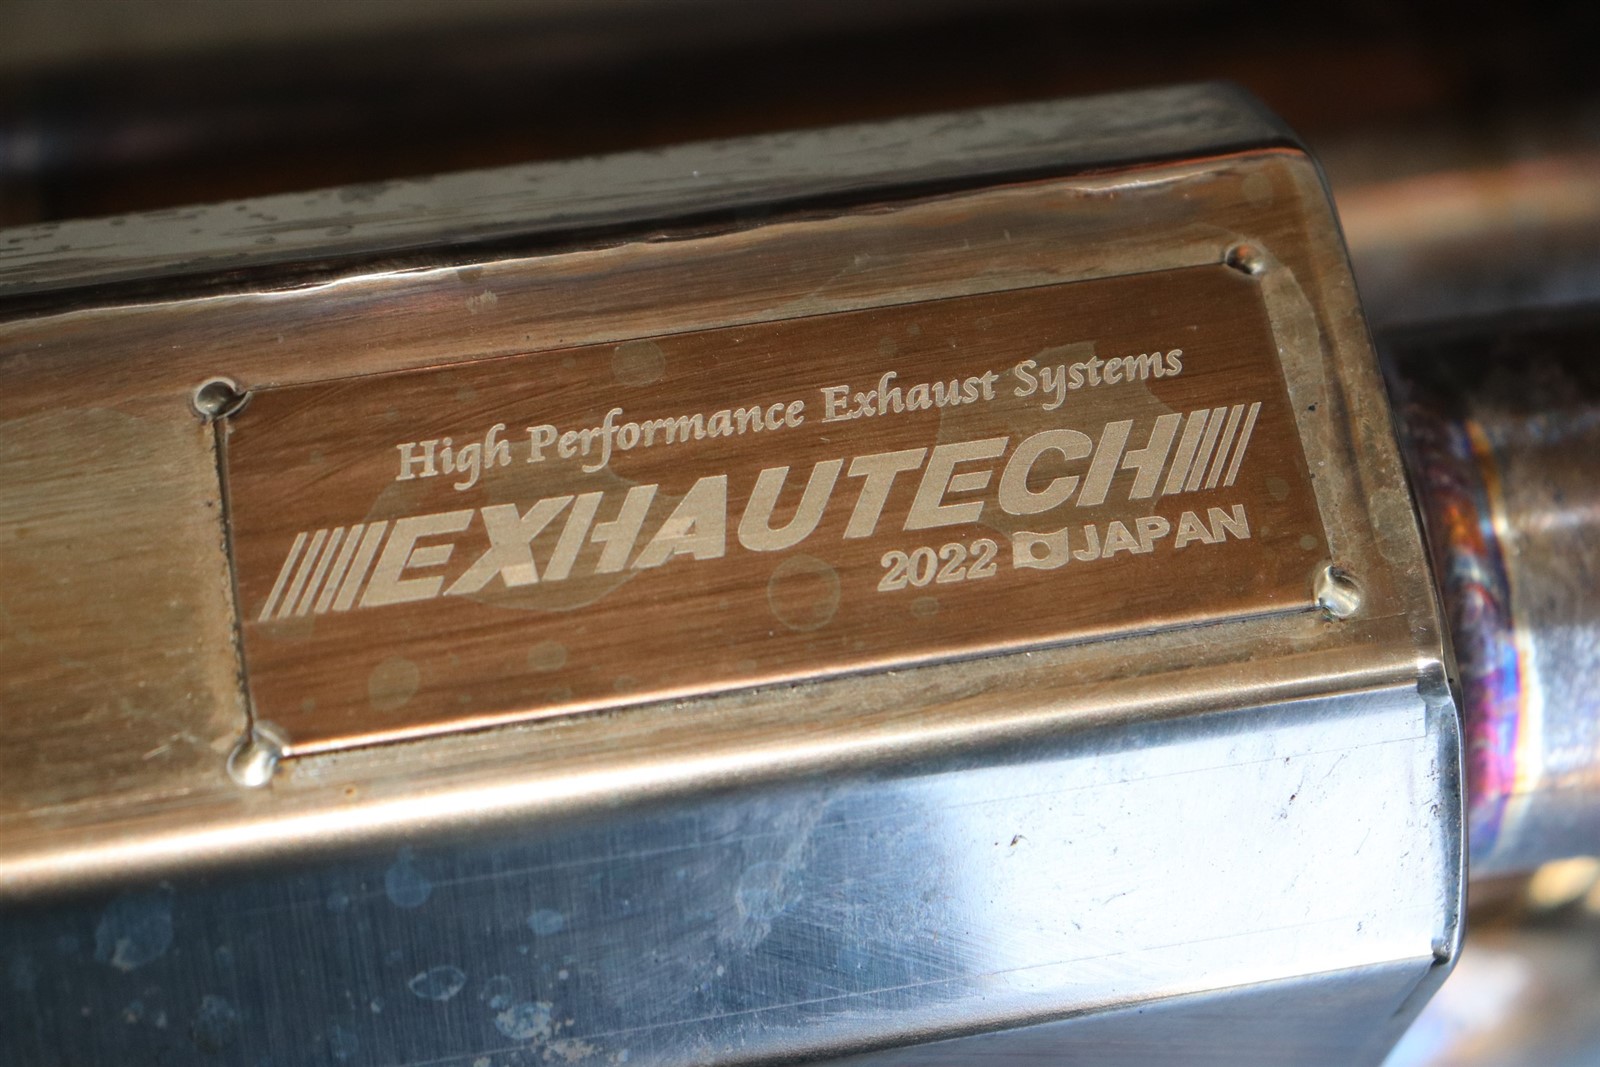 High Performance Exhaust Systems
EXHAUTECH
2022 JAPAN